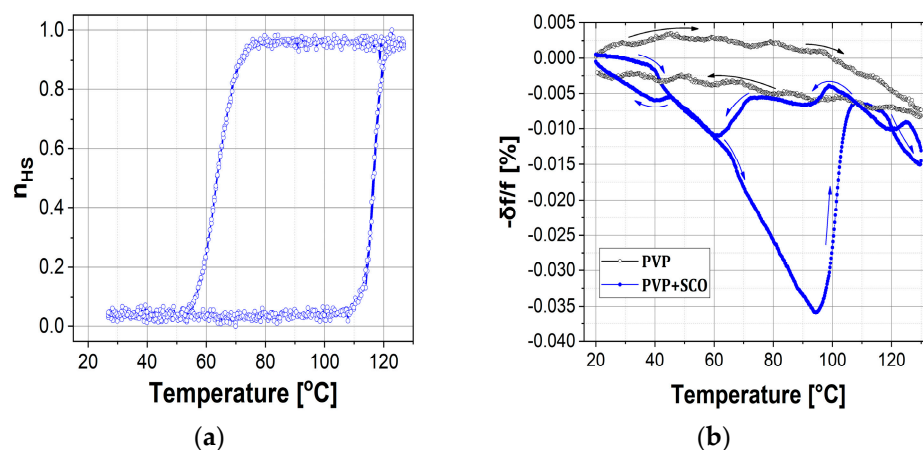 1.0
0.8
0.6
0.4
0.2
0.0
nHS
20 40 60 80 100 120
Temperature [°C]
(a)
-0.005
0.000
-0.005
-0.010
-0.015
-0.020
-0.025
-0.030
-0.035
-0.040
-δf/f [%]
PVP
PVP+SCO
20 40 60 80 100 120
Temperature [°C]
(b)